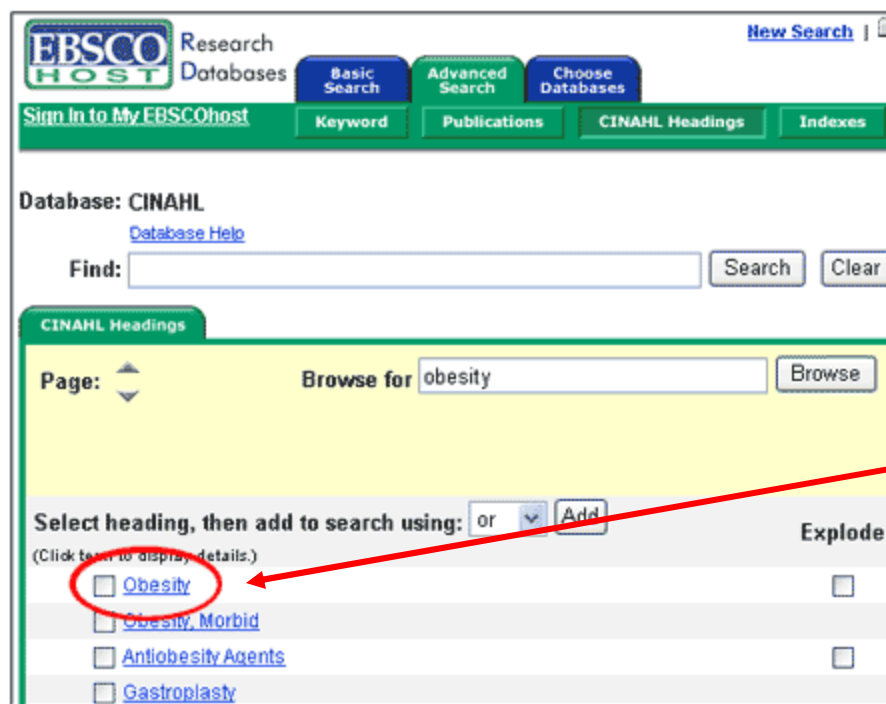 New Search |
EBSCO Research
HOST Databases
Basic Search
Advanced Search
Choose Databases
Sign In to My EBSCOhost
Keyword
Publications
CINAHL Headings
Indexes
Database: CINAHL
Database Help
Find:
Search
Clear
CINAHL Headings
Page:
Browse for obesity
Browse
Select heading, then add to search using: or Add
Explode
(Click term to display details.)
Obesity
Obesity, Morbid
Antiobesity Agents
Gastroplasty